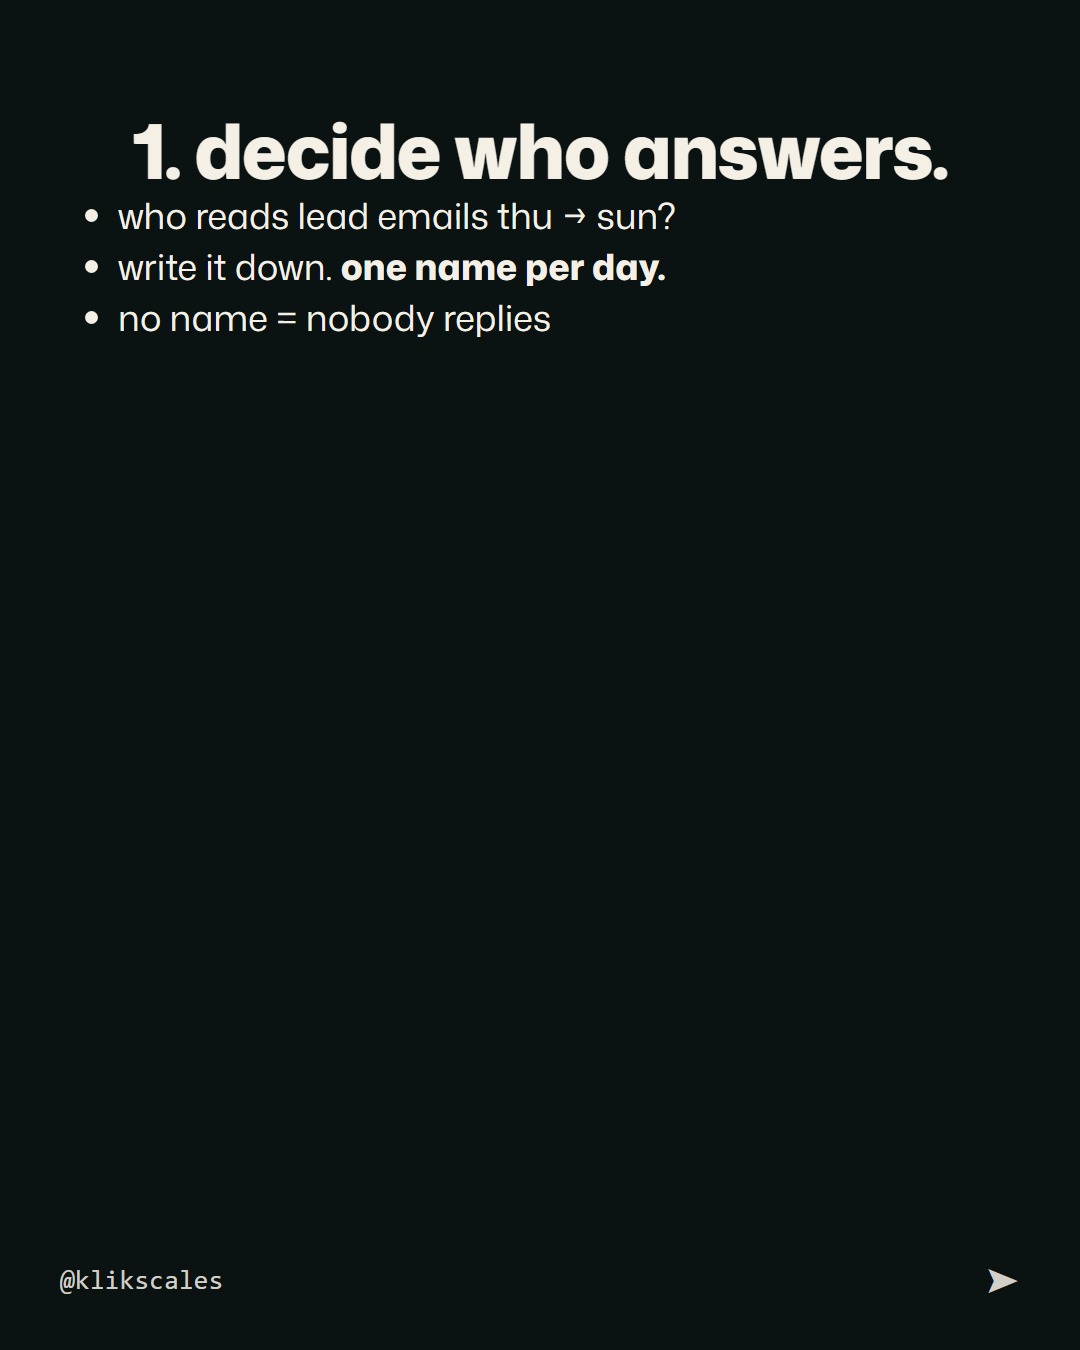 1. decide who answers.
• who reads lead emails thu → sun?
• write it down. one name per day.
• no name = nobody replies
@klikscales